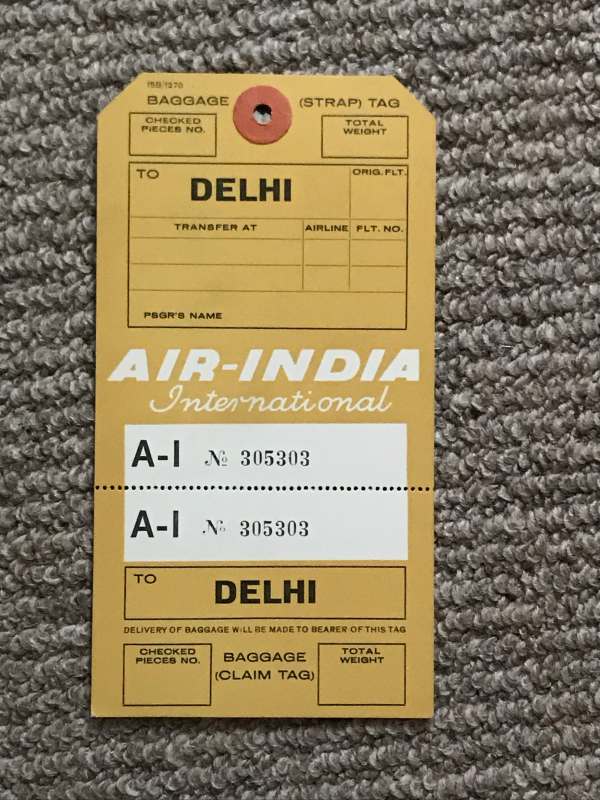 ISB/1270
BAGGAGE (STRAP) TAG
CHECKED
PIECES NO.
TOTAL
WEIGHT
TO DELHI
ORIG. FLT.
TRANSFER AT AIRLINE FLT. NO.
PSGR'S NAME
AIR-INDIA
International
A-I № 305303
A-I № 305303
TO DELHI
DELIVERY OF BAGGAGE WILL BE MADE TO BEARER OF THIS TAG
CHECKED
PIECES NO.
BAGGAGE
(CLAIM TAG)
TOTAL
WEIGHT